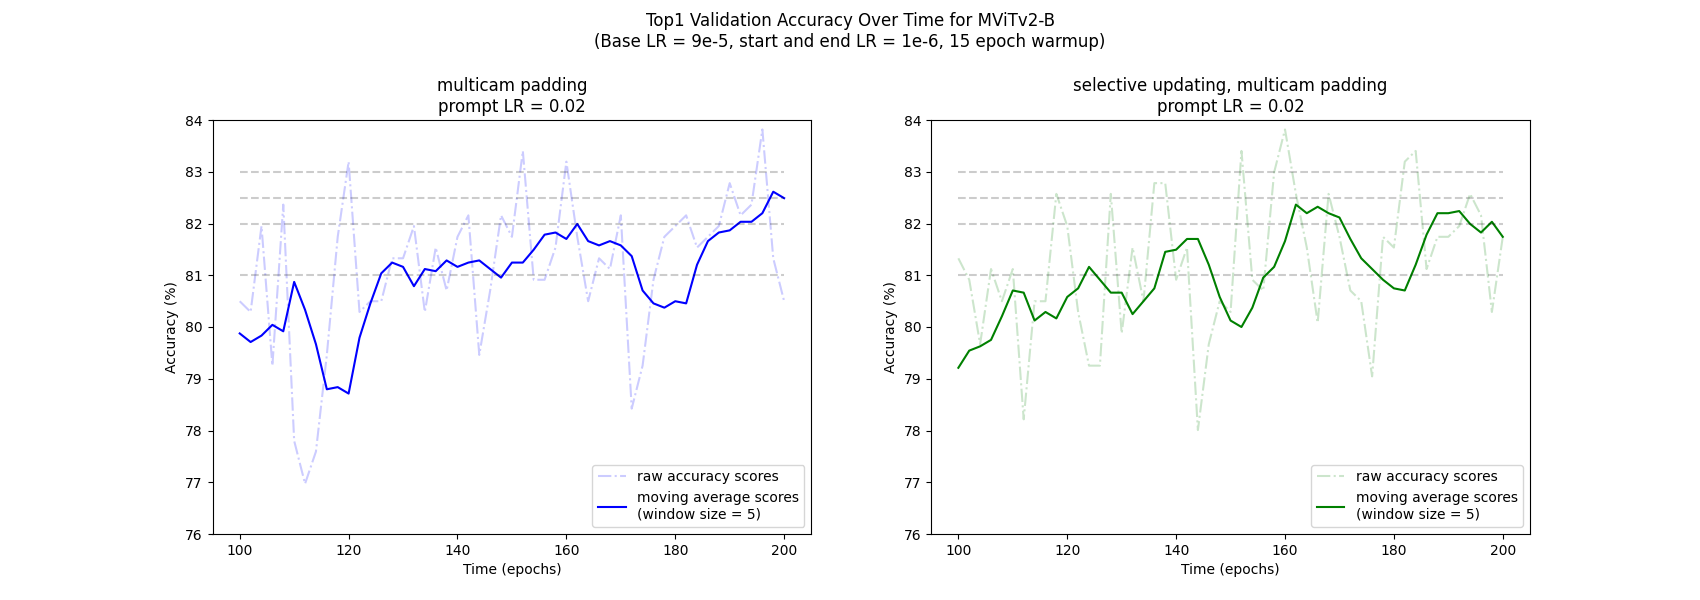 Top1 Validation Accuracy Over Time for MViTv2-B
(Base LR = 9e-5, start and end LR = 1e-6, 15 epoch warmup)
multicam padding
prompt LR = 0.02
84
83
82
81
80
79
78
77
76
Accuracy (%)
raw accuracy scores
moving average scores
(window size = 5)
100 120 140 160 180 200
Time (epochs)
selective updating, multicam padding
prompt LR = 0.02
84
83
82
81
80
79
78
77
76
Accuracy (%)
raw accuracy scores
moving average scores
(window size = 5)
100 120 140 160 180 200
Time (epochs)